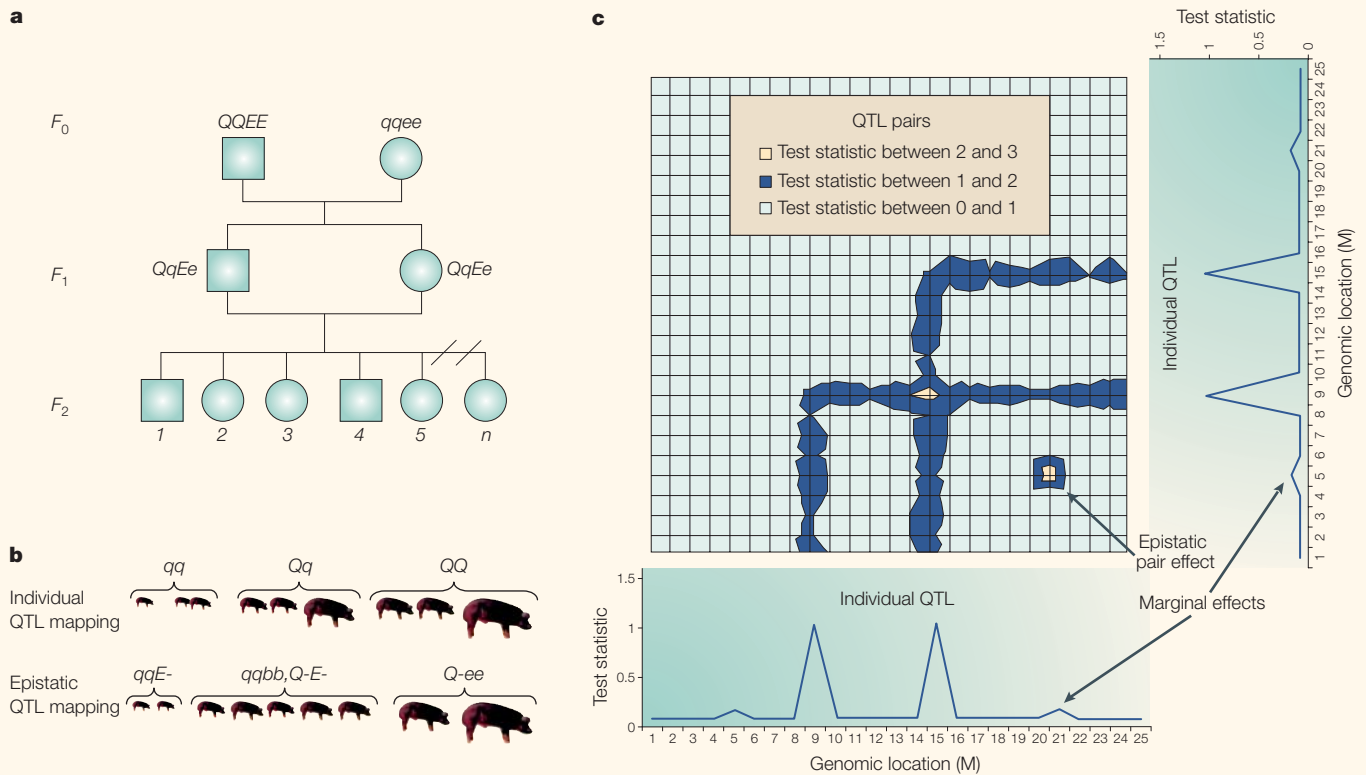 a
F0
QQEE
qqee
F1
QqEe
QqEe
F2
1 2 3 4 5 n
b
Individual
QTL mapping
qq
Qq
QQ
Epistatic
QTL mapping
qqE-
qqbb,Q-E-
Q-ee
c
QTL pairs
Test statistic between 2 and 3
Test statistic between 1 and 2
Test statistic between 0 and 1
Test statistic
1.5 1 0.5 0
Individual QTL
25 24 23 22 21 20 19 18 17 16 15 14 13 12 11 10 9 8 7 6 5 4 3 2 1
Genomic location (M)
Epistatic
pair effect
Marginal effects
Individual QTL
Test statistic
1.5
1
0.5
0
1 2 3 4 5 6 7 8 9 10 11 12 13 14 15 16 17 18 19 20 21 22 23 24 25
Genomic location (M)